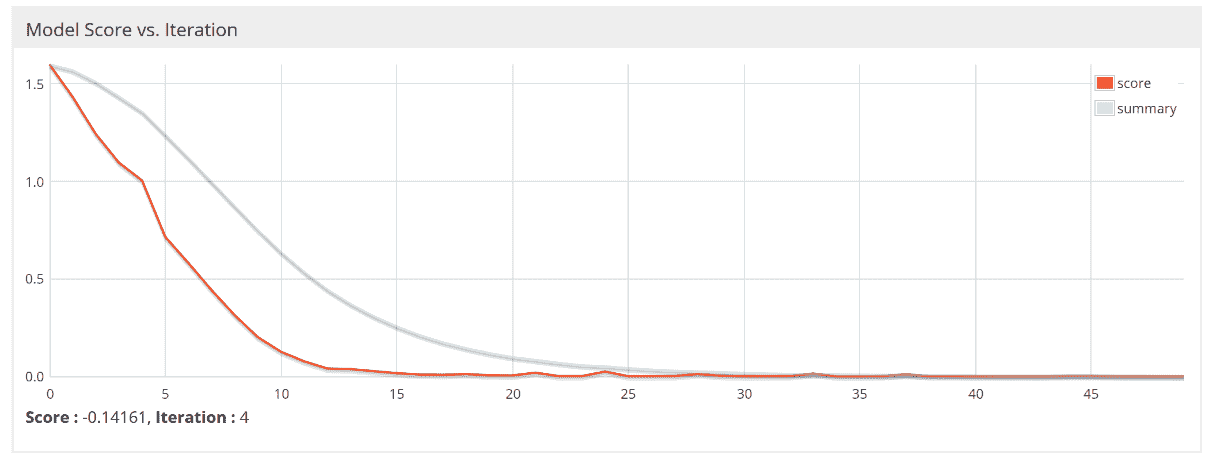 Model Score vs. Iteration
score
summary
1.5
1.0
0.5
0.0
0 5 10 15 20 25 30 35 40 45
Score : -0.14161, Iteration : 4